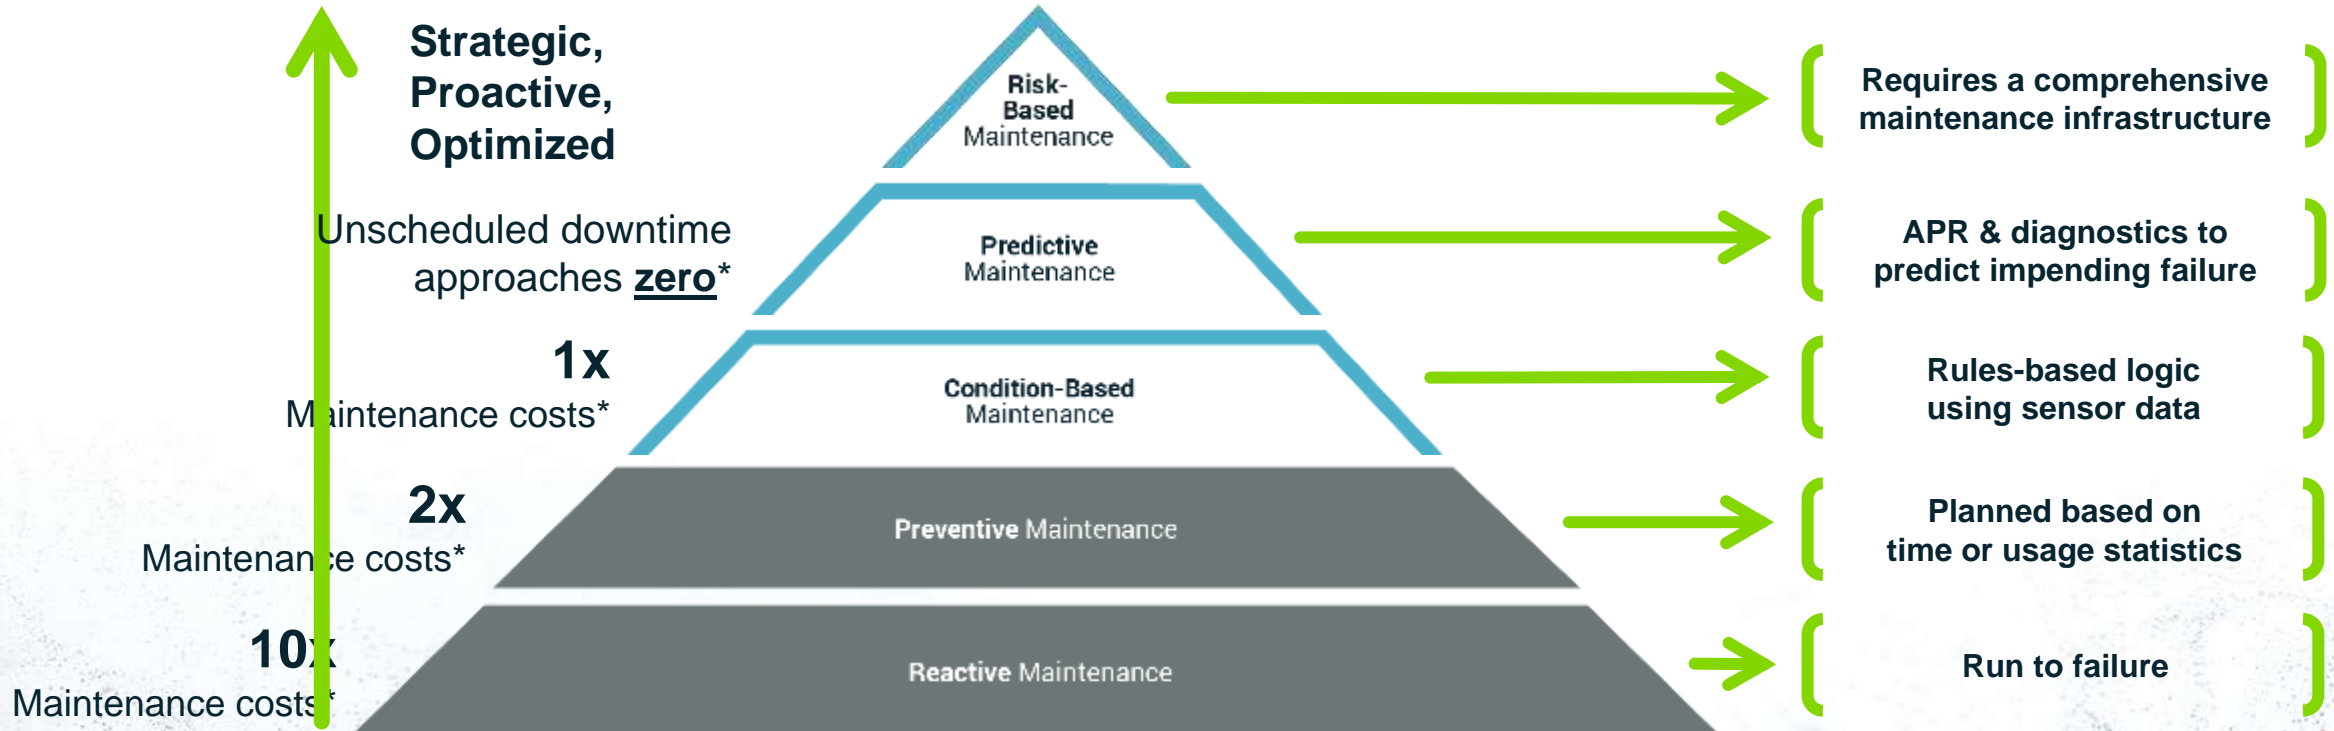 Strategic,
Proactive,
Optimized
Risk-
Based
Maintenance
Requires a comprehensive
maintenance infrastructure
Unscheduled downtime
approaches zero*
Predictive
Maintenance
APR & diagnostics to
predict impending failure
1x
Maintenance costs*
Condition-Based
Maintenance
Rules-based logic
using sensor data
2x
Maintenance costs*
Preventive Maintenance
Planned based on
time or usage statistics
10x
Maintenance costs*
Reactive Maintenance
Run to failure